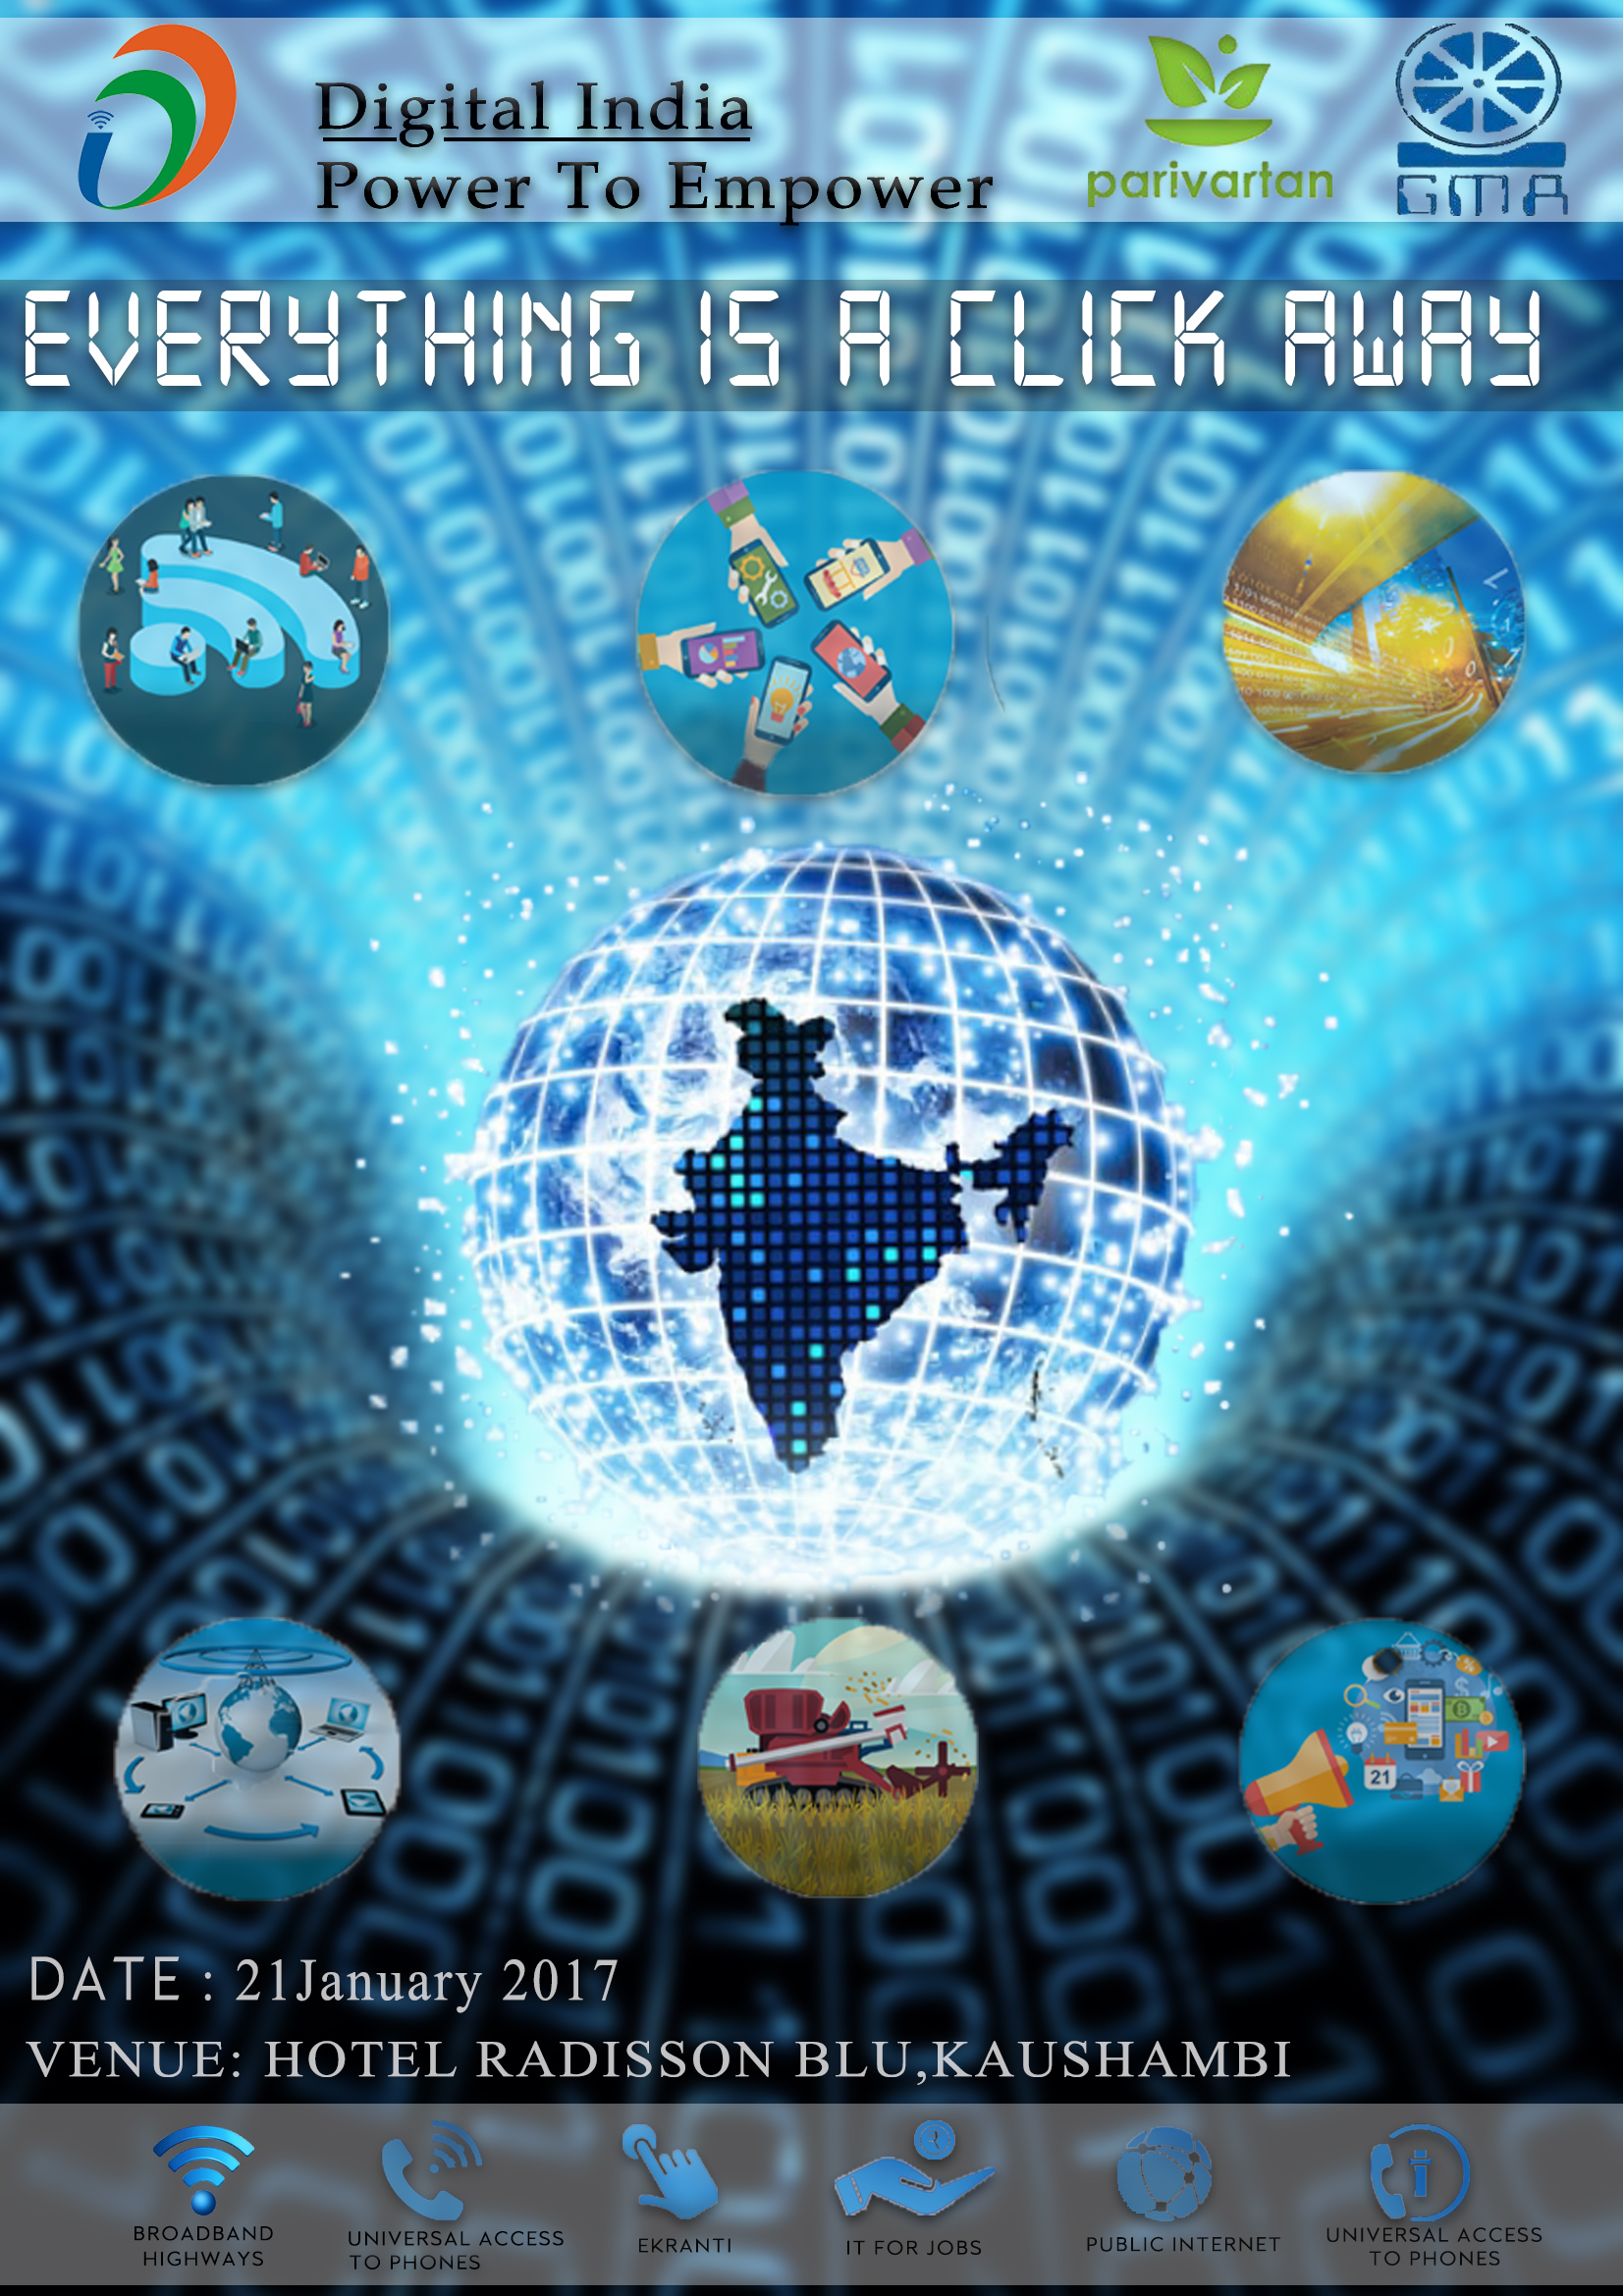 Digital India
Power To Empower
parivartan
GMA
EVERYTHING IS A CLICK AWAY
21
DATE : 21January 2017
VENUE: HOTEL RADISSON BLU,KAUSHAMBI
BROADBAND
HIGHWAYS
UNIVERSAL ACCESS
TO PHONES
EKRANTI
IT FOR JOBS
PUBLIC INTERNET
UNIVERSAL ACCESS
TO PHONES